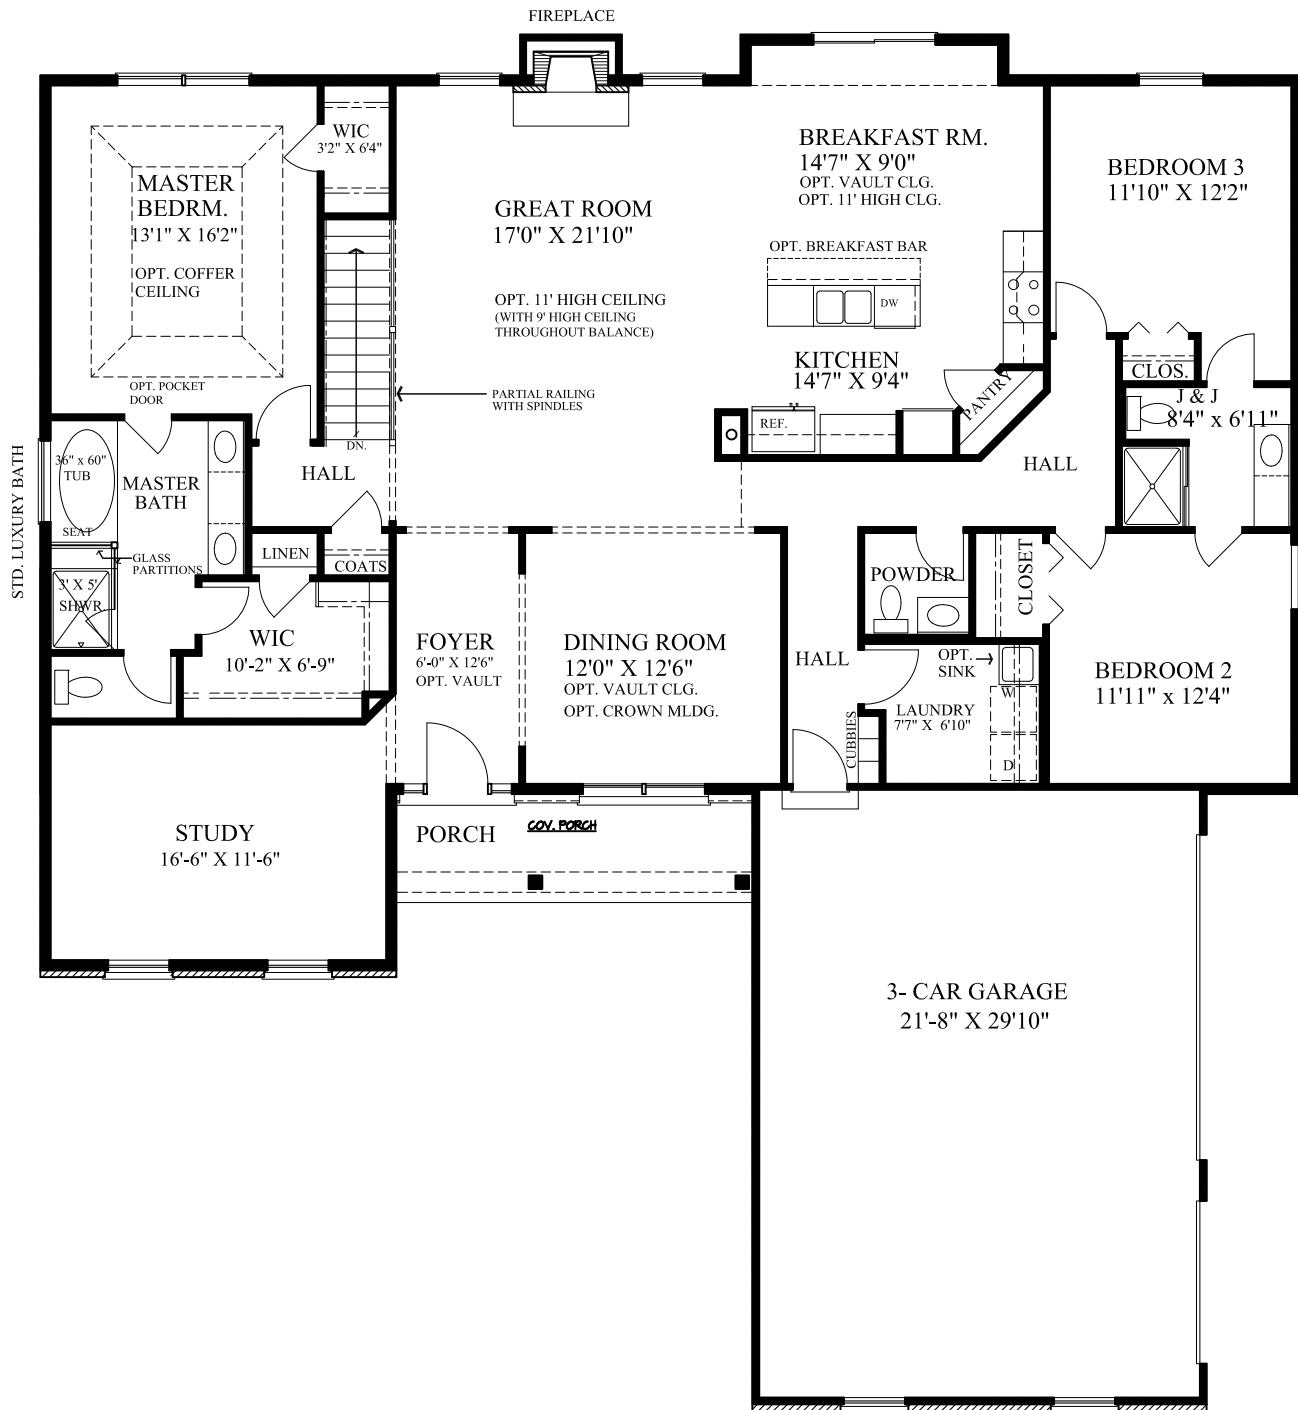 FIREPLACE
WIC
3'2" X 6'4"
MASTER
BEDRM.
13'1" X 16'2"
OPT. COFFER
CEILING
OPT. POCKET
DOOR
GREAT ROOM
17'0" X 21'10"
OPT. 11' HIGH CEILING
(WITH 9' HIGH CEILING
THROUGHOUT BALANCE)
PARTIAL RAILING
WITH SPINDLES
BREAKFAST RM.
14'7" X 9'0"
OPT. VAULT CLG.
OPT. 11' HIGH CLG.
OPT. BREAKFAST BAR
DW
KITCHEN
14'7" X 9'4"
REF.
PANTRY
BEDROOM 3
11'10" X 12'2"
CLOS.
J & J
8'4" x 6'11"
HALL
DN.
HALL
STD. LUXURY BATH
36" x 60"
TUB
MASTER
BATH
SEAT
GLASS
PARTITIONS
3' X 5'
SHWR
LINEN
COATS
WIC
10'-2" X 6'-9"
FOYER
6'-0" X 12'6"
OPT. VAULT
DINING ROOM
12'0" X 12'6"
OPT. VAULT CLG.
OPT. CROWN MLDG.
POWDER
CLOSET
HALL
OPT.
SINK
W
LAUNDRY
7'7" X 6'10"
D
CUBBIES
BEDROOM 2
11'11" x 12'4"
STUDY
16'-6" X 11'-6"
PORCH
COV. PORCH
3- CAR GARAGE
21'-8" X 29'10"